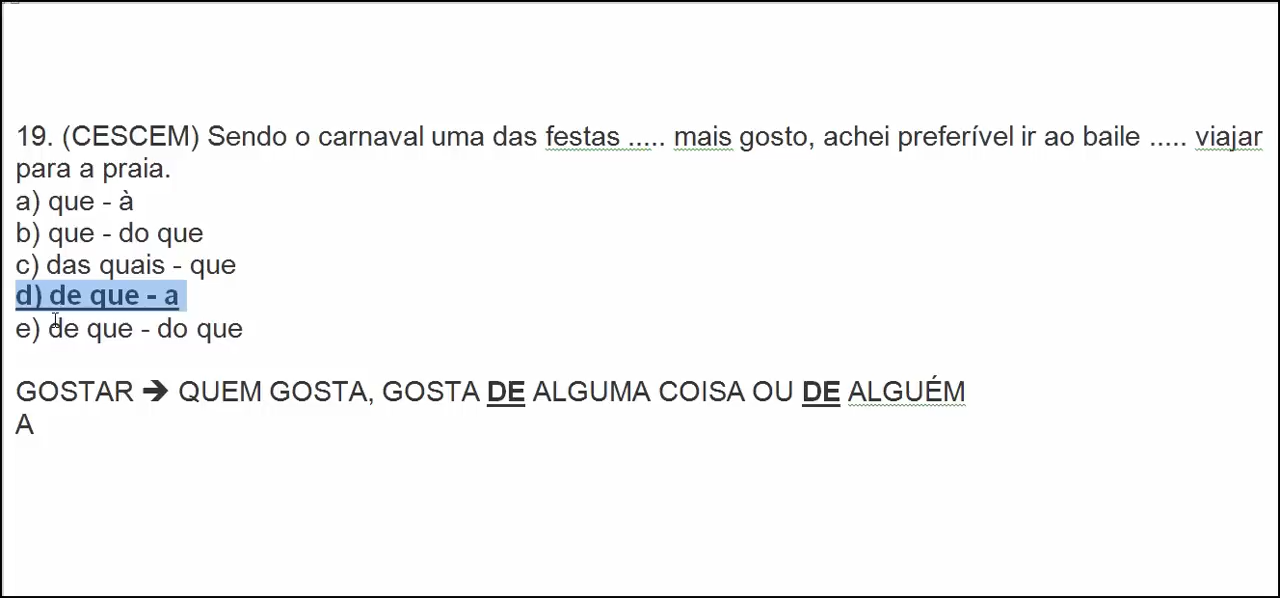 19. (CESCEM) Sendo o carnaval uma das festas ..... mais gosto, achei preferível ir ao baile ..... viajar
para a praia.
a) que - à
b) que - do que
c) das quais - que
d) de que - a
e) de que - do que
GOSTAR ➔ QUEM GOSTA, GOSTA DE ALGUMA COISA OU DE ALGUÉM
A